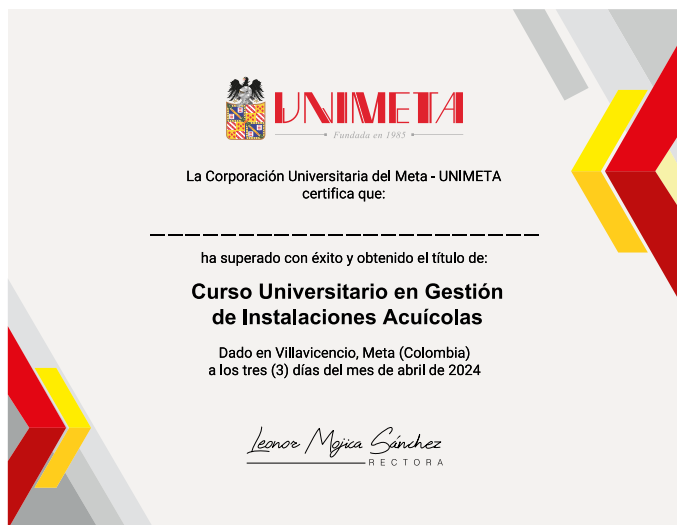 UNIMETA
Fundada en 1985
La Corporación Universitaria del Meta - UNIMETA
certifica que:
ha superado con éxito y obtenido el título de:
Curso Universitario en Gestión
de Instalaciones Acuícolas
Dado en Villavicencio, Meta (Colombia)
a los tres (3) días del mes de abril de 2024
Leonor Mojica Sánchez
RECTORA